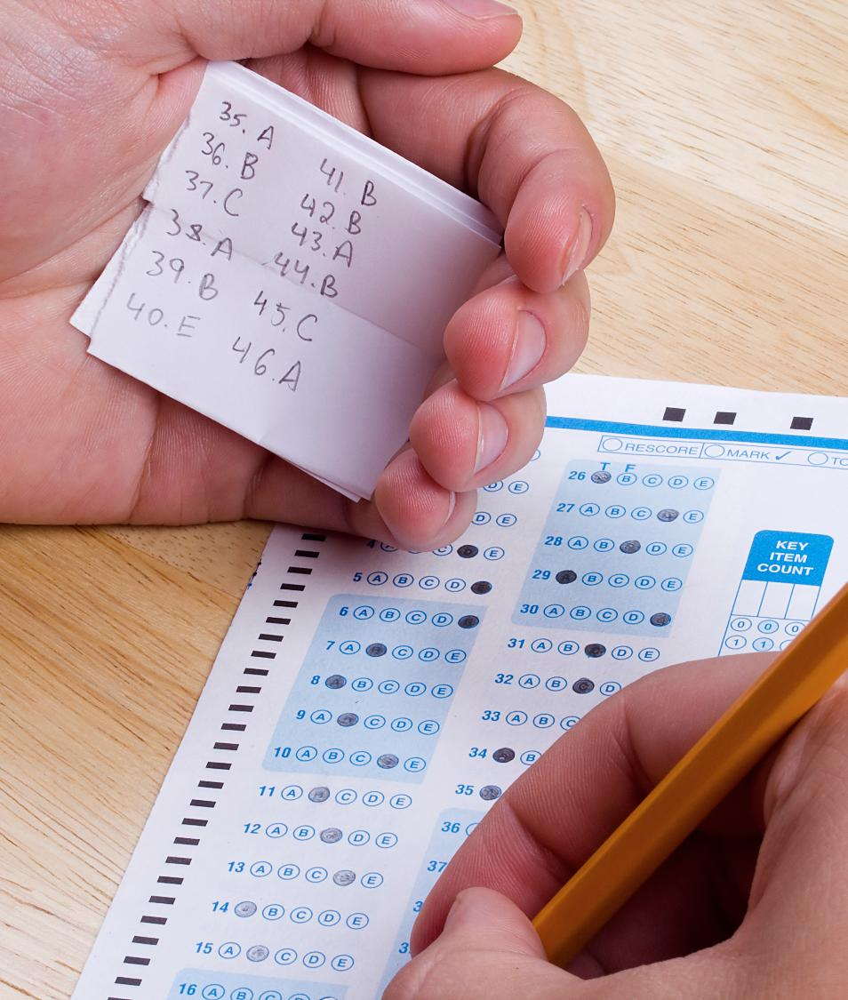 35. A
36. B
37. C
38. A
39. B
40. E
41. B
42. B
43. A
44. B
45. C
46. A
RESCORE MARK ✓
T F
26 B C D E
27 A B C E
28 A B D E
29 B C D E
30 A B C D
31 A B D E
32 A B D
33 A B C
34 B
35
36
37
KEY
ITEM
COUNT
0 0 0
1 1
D E
D E
4 E
5 A B C D
6 A B C D
7 A C D E
8 B C D E
9 A C D E
10 A B C E
11 A C D E
12 A B D E
13 A B C E
14 B C D E
15 A C D E
16 A B C D